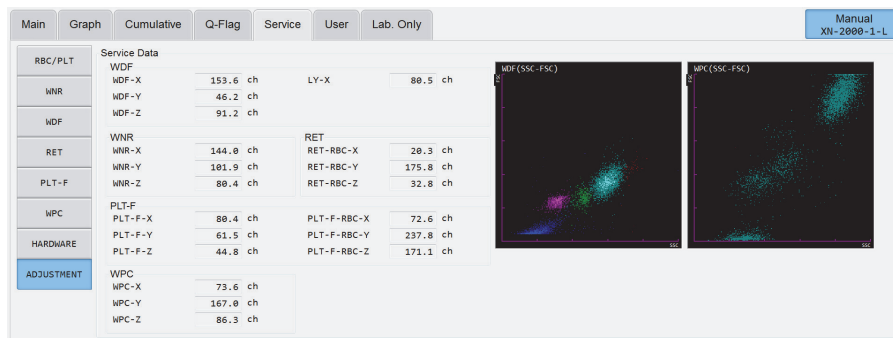 Main Graph Cumulative Q-Flag Service User Lab. Only Manual
XN-2000-1-L
RBC/PLT
WNR
WDF
RET
PLT-F
WPC
HARDWARE
ADJUSTMENT
Service Data
WDF
WDF-X 153.6 ch LY-X 80.5 ch
WDF-Y 46.2 ch
WDF-Z 91.2 ch
WNR
WNR-X 144.0 ch
WNR-Y 101.9 ch
WNR-Z 80.4 ch
RET
RET-RBC-X 20.3 ch
RET-RBC-Y 175.8 ch
RET-RBC-Z 32.8 ch
PLT-F
PLT-F-X 80.4 ch PLT-F-RBC-X 72.6 ch
PLT-F-Y 61.5 ch PLT-F-RBC-Y 237.8 ch
PLT-F-Z 44.8 ch PLT-F-RBC-Z 171.1 ch
WPC
WPC-X 73.6 ch
WPC-Y 167.0 ch
WPC-Z 86.3 ch
WDF(SSC-FSC)
FSC
SSC
WPC(SSC-FSC)
FSC
SSC